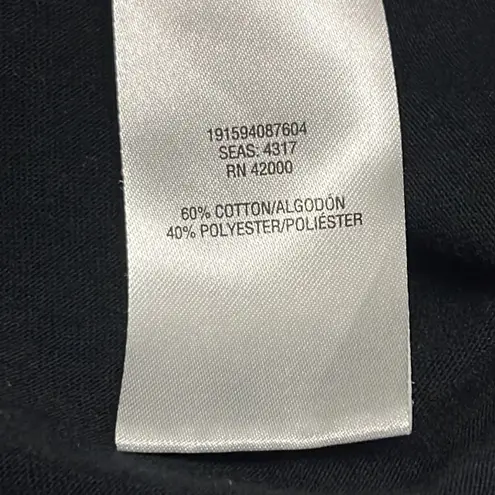 191594087604
SEAS: 4317
RN 42000
60% COTTON/ALGODÓN
40% POLYESTER/POLIÉSTER